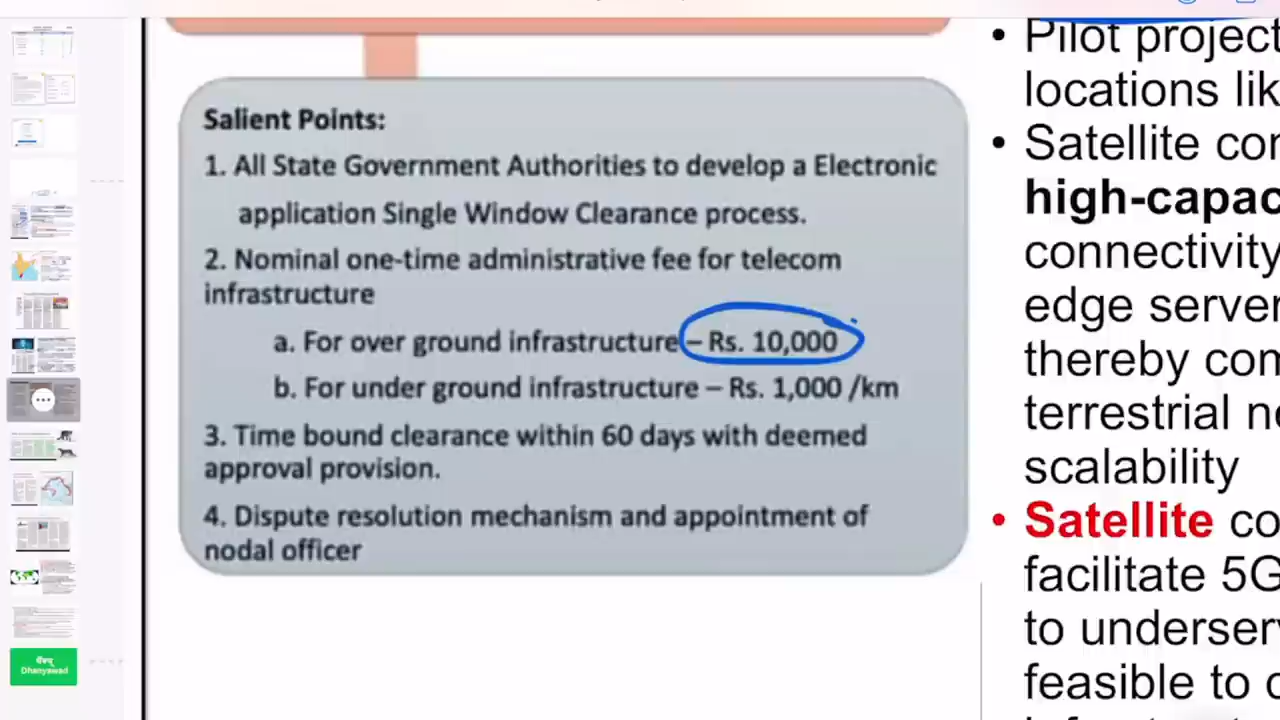 Salient Points:
1. All State Government Authorities to develop a Electronic
application Single Window Clearance process.
2. Nominal one-time administrative fee for telecom
infrastructure
a. For over ground infrastructure – Rs. 10,000
b. For under ground infrastructure – Rs. 1,000 /km
3. Time bound clearance within 60 days with deemed
approval provision.
4. Dispute resolution mechanism and appointment of
nodal officer
• Pilot project
locations lik
• Satellite con
high-capac
connectivity
edge server
thereby com
terrestrial ne
scalability
• Satellite co
facilitate 5G
to underserv
feasible to c
धन्यवाद
Dhanyawad